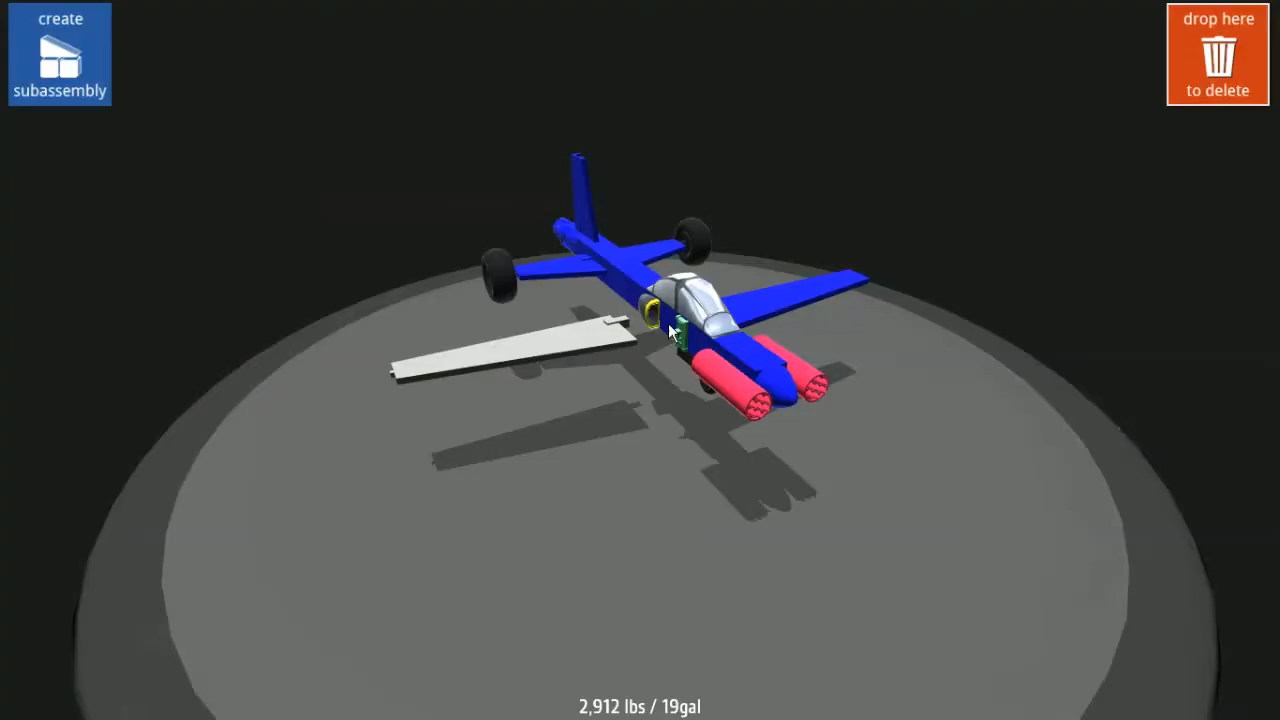 create
subassembly
drop here
to delete
2,912 lbs / 19gal